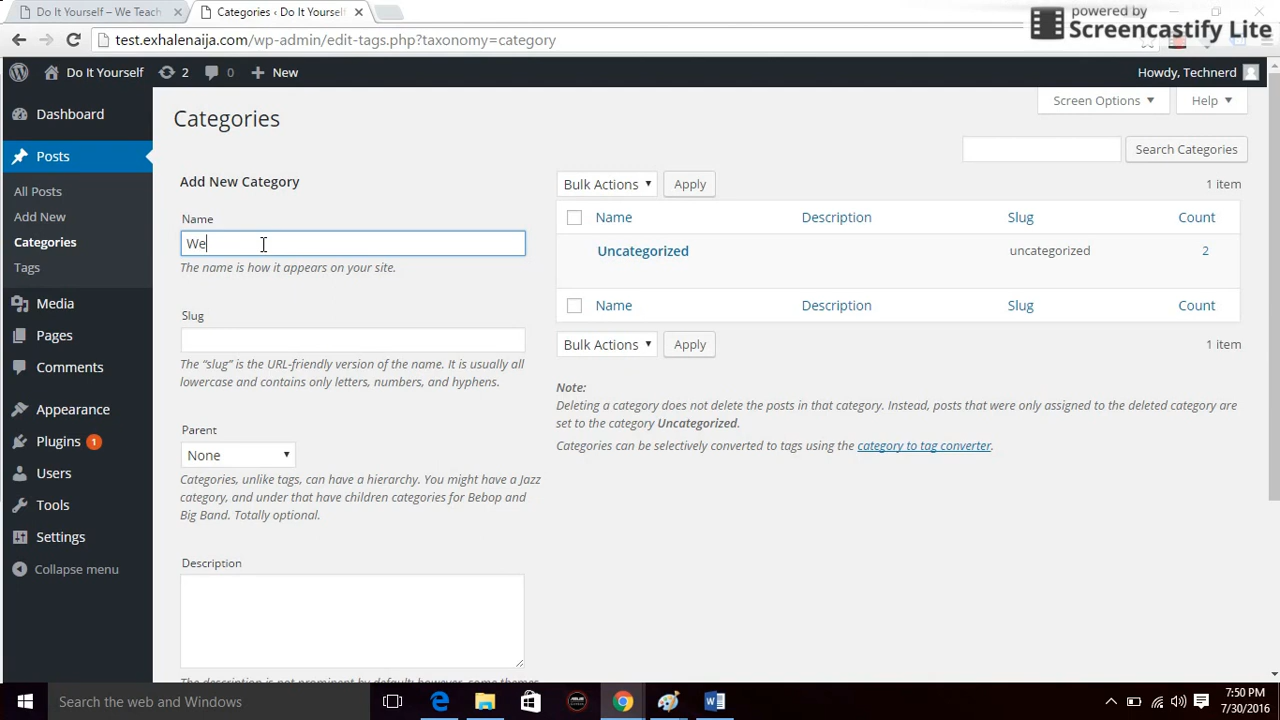 Do It Yourself – We Teach
Categories ‹ Do It Yourself
powered by
Screencastify Lite
test.exhalenaija.com/wp-admin/edit-tags.php?taxonomy=category
Do It Yourself 2 0 New
Howdy, Technerd
Dashboard
Posts
All Posts
Add New
Categories
Tags
Media
Pages
Comments
Appearance
Plugins 1
Users
Tools
Settings
Collapse menu
Screen Options Help
Categories
Search Categories
Add New Category
Name
We
The name is how it appears on your site.
Slug
The “slug” is the URL-friendly version of the name. It is usually all
lowercase and contains only letters, numbers, and hyphens.
Parent
None
Categories, unlike tags, can have a hierarchy. You might have a Jazz
category, and under that have children categories for Bebop and
Big Band. Totally optional.
Description
The description is not prominent by default; however, some themes
Bulk Actions Apply 1 item
Name Description Slug Count
Uncategorized uncategorized 2
Name Description Slug Count
Bulk Actions Apply 1 item
Note:
Deleting a category does not delete the posts in that category. Instead, posts that were only assigned to the deleted category are
set to the category Uncategorized.
Categories can be selectively converted to tags using the category to tag converter.
Search the web and Windows
7:50 PM
7/30/2016